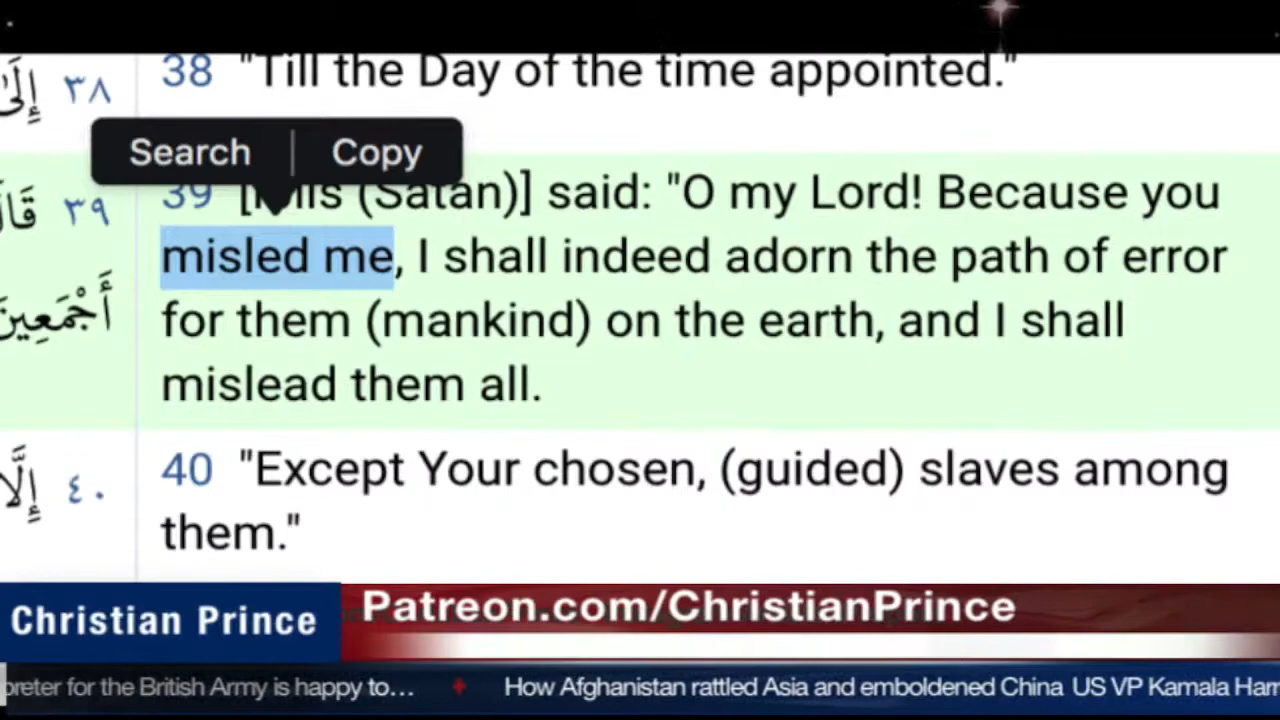 إِلَىٰ ٣٨ 38 "Till the Day of the time appointed."
Search | Copy
٣٩ 39 (Satan)] said: "O my Lord! Because you
misled me, I shall indeed adorn the path of error
أَجْمَعِينَ for them (mankind) on the earth, and I shall
mislead them all.
إِلَّا ٤٠ 40 "Except Your chosen, (guided) slaves among
them."
Christian Prince
Patreon.com/ChristianPrince
preter for the British Army is happy to… How Afghanistan rattled Asia and emboldened China US VP Kamala Harr